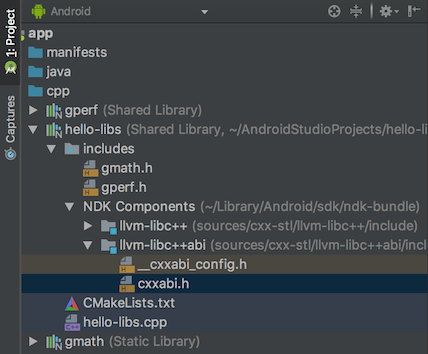 1: Project
Captures
Android
app
manifests
java
cpp
gperf (Shared Library)
hello-libs (Shared Library, ~/AndroidStudioProjects/hello-li
includes
gmath.h
gperf.h
NDK Components (~/Library/Android/sdk/ndk-bundle)
llvm-libc++ (sources/cxx-stl/llvm-libc++/include)
llvm-libc++abi (sources/cxx-stl/llvm-libc++abi/incl
__cxxabi_config.h
cxxabi.h
CMakeLists.txt
hello-libs.cpp
gmath (Static Library)